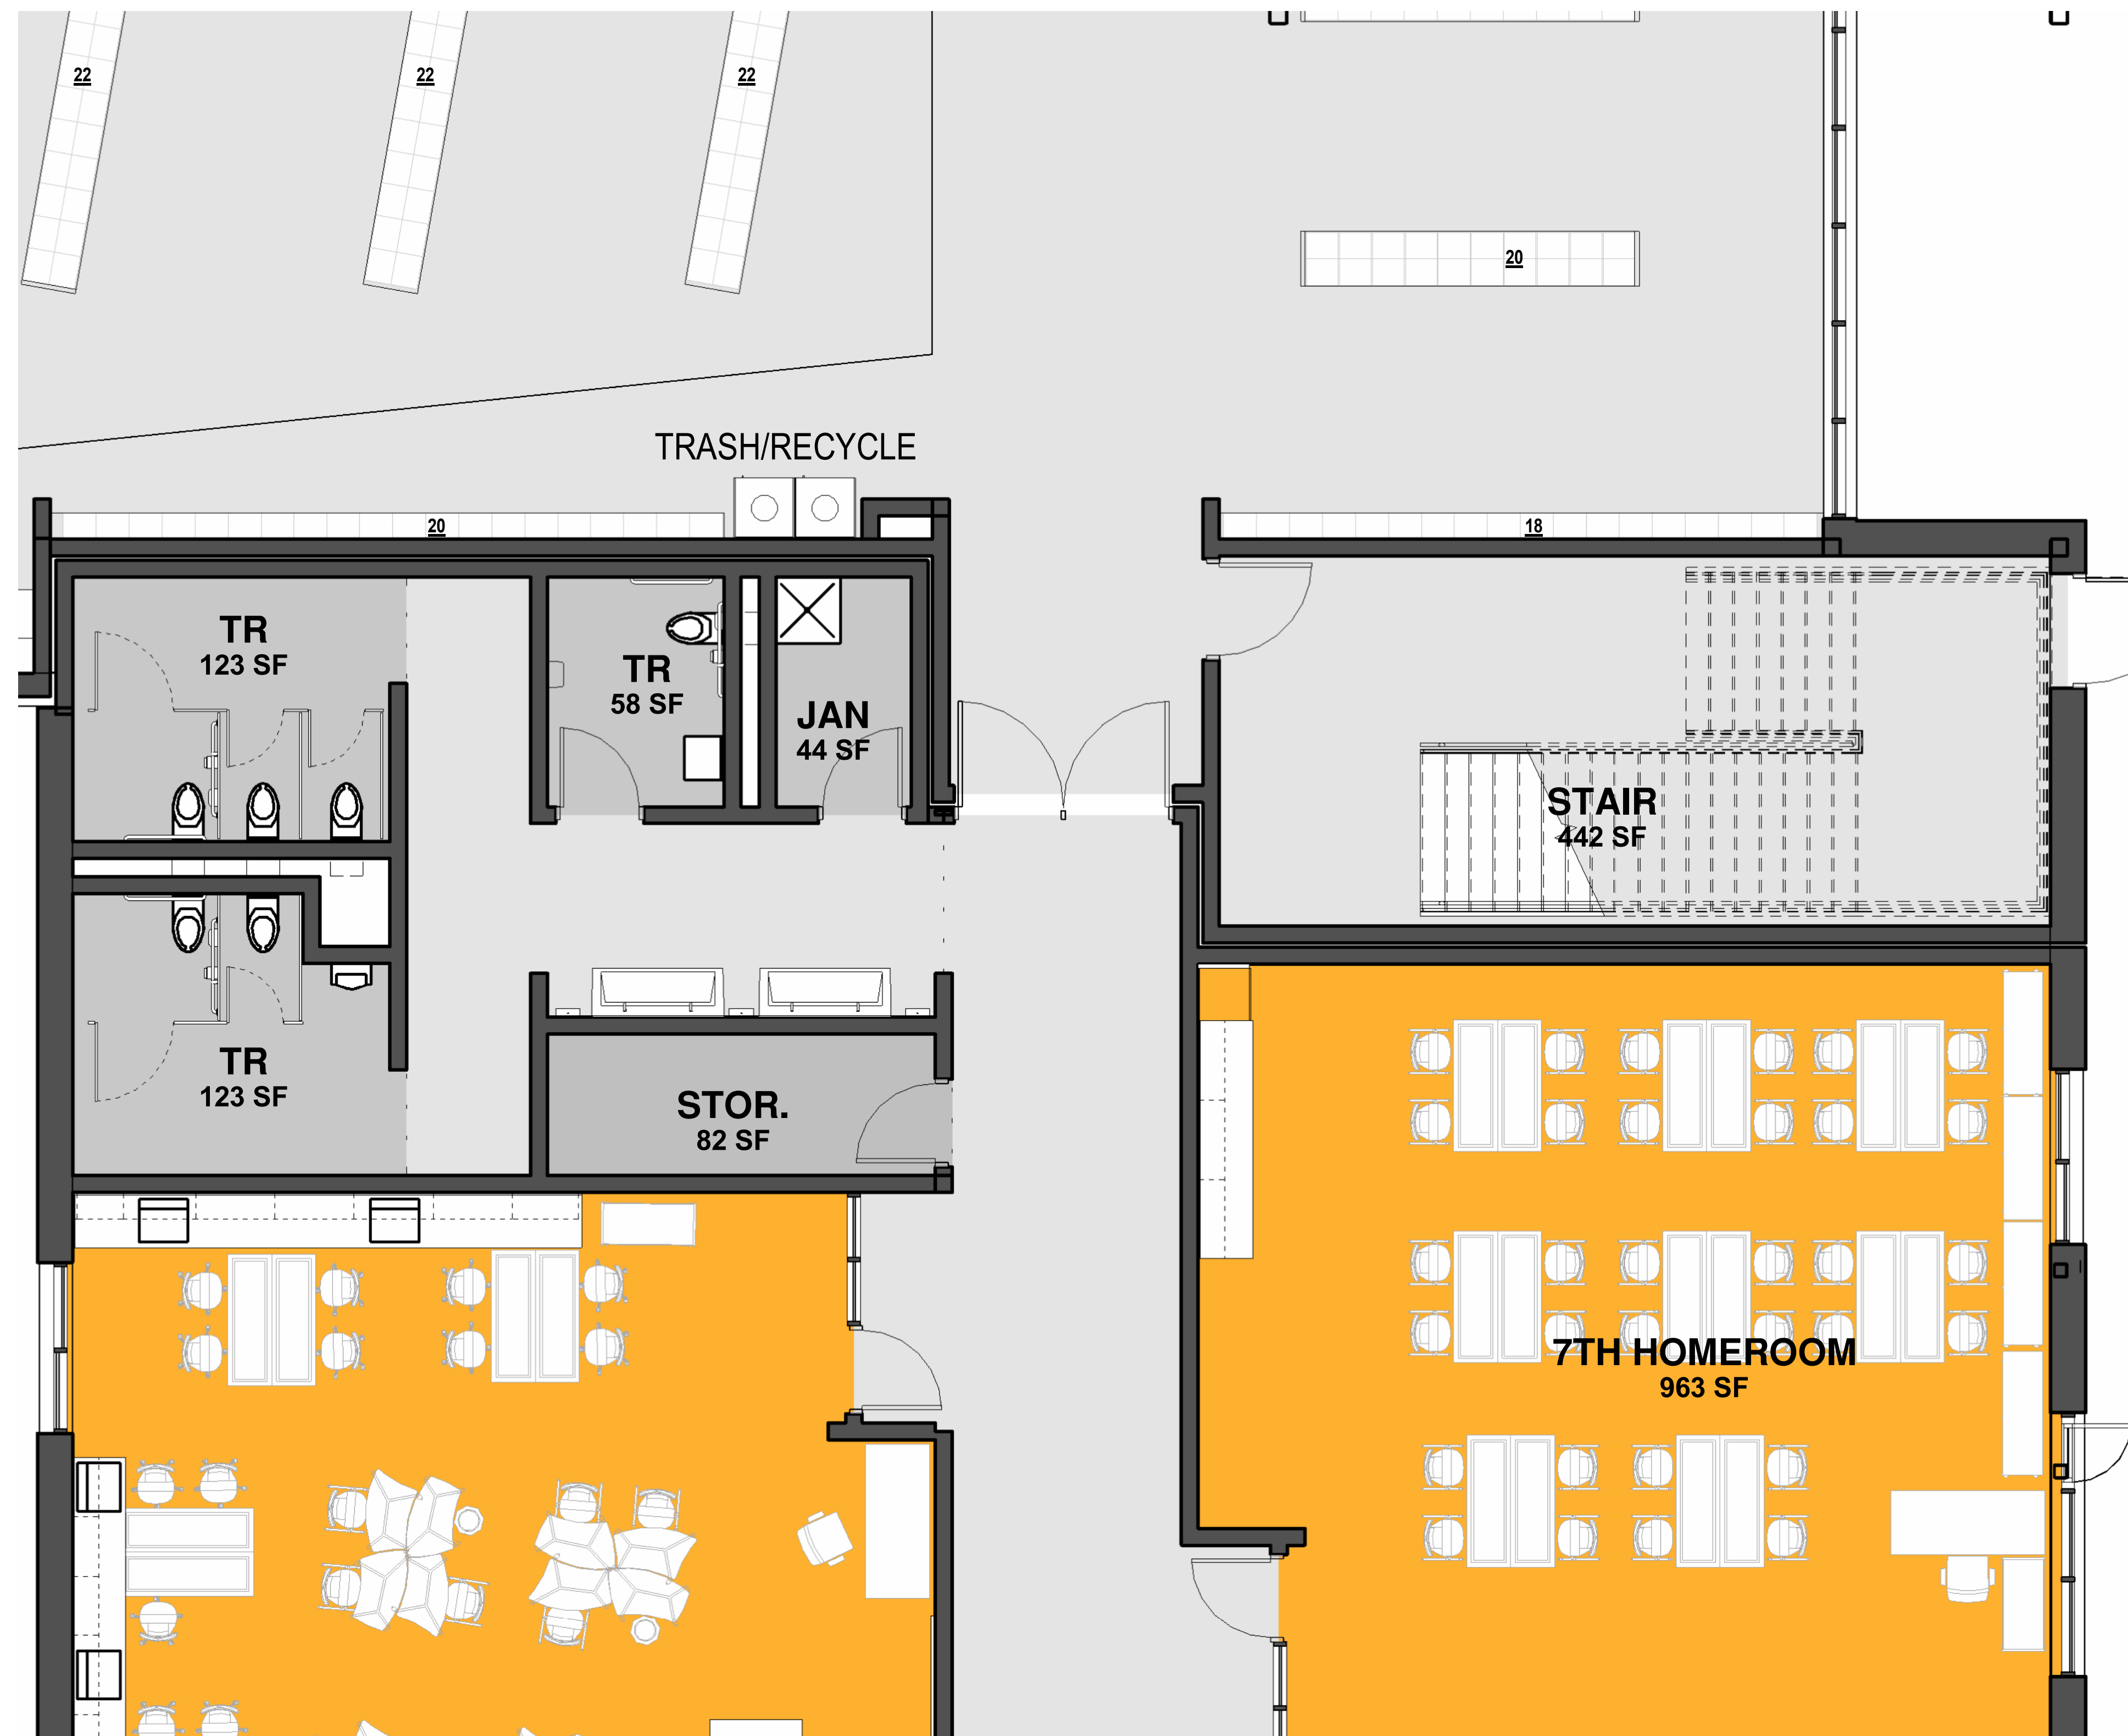 22
22
22
20
TRASH/RECYCLE
20
18
TR
123 SF
TR
58 SF
JAN
44 SF
STAIR
442 SF
TR
123 SF
STOR.
82 SF
7TH HOMEROOM
963 SF